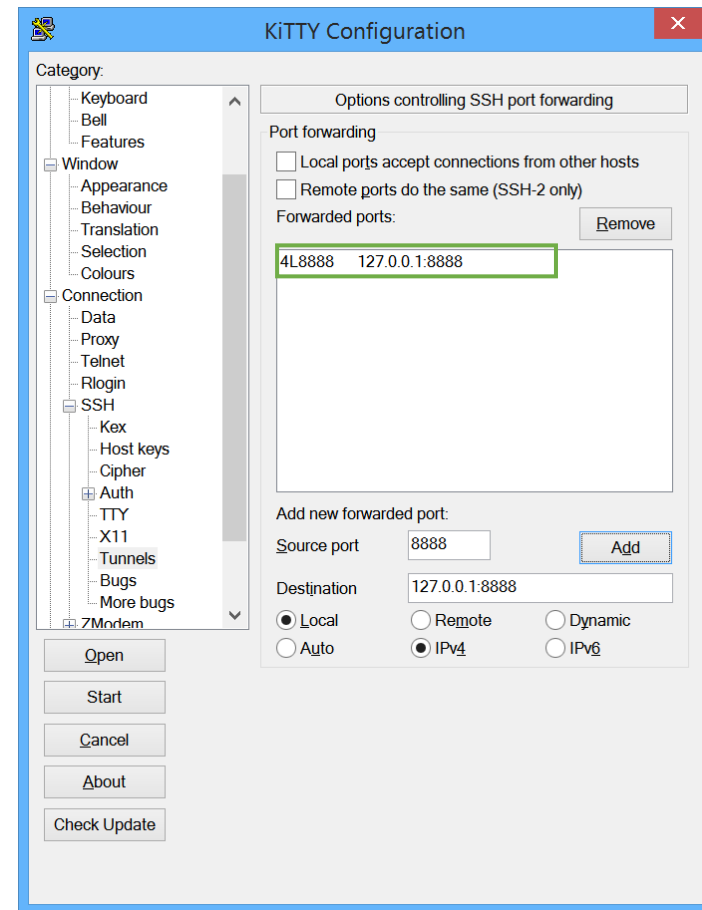 KiTTY Configuration
Category:
Keyboard
Bell
Features
Window
Appearance
Behaviour
Translation
Selection
Colours
Connection
Data
Proxy
Telnet
Rlogin
SSH
Kex
Host keys
Cipher
Auth
TTY
X11
Tunnels
Bugs
More bugs
ZModem
Options controlling SSH port forwarding
Port forwarding
Local ports accept connections from other hosts
Remote ports do the same (SSH-2 only)
Forwarded ports:
Remove
4L8888 127.0.0.1:8888
Add new forwarded port:
Source port 8888 Add
Destination 127.0.0.1:8888
Local Remote Dynamic
Auto IPv4 IPv6
Open
Start
Cancel
About
Check Update